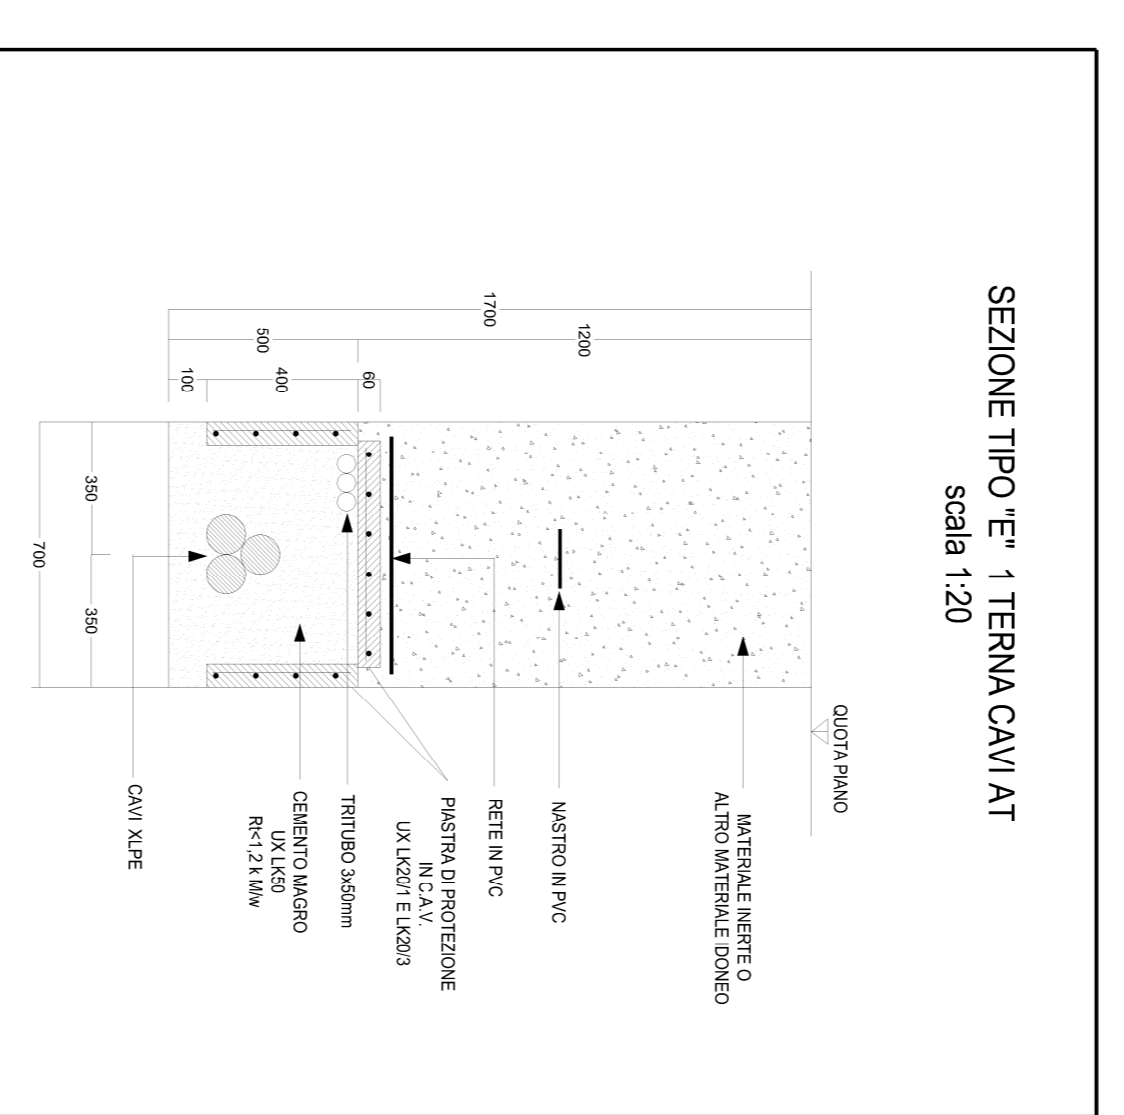 SEZIONE TIPO "E" 1 TERNA CAVI AT
scala 1:20
QUOTA PIANO
MATERIALE INERTE O
ALTRO MATERIALE IDONEO
NASTRO IN PVC
RETE IN PVC
PIASTRA DI PROTEZIONE
IN C.A.V.
UX LK20/1 E LK20/3
TRITUBO 3x50mm
CEMENTO MAGRO
UX LK50
Rt<1,2 k M/w
CAVI XLPE
1700
1200
500
60
400
100
350
350
700